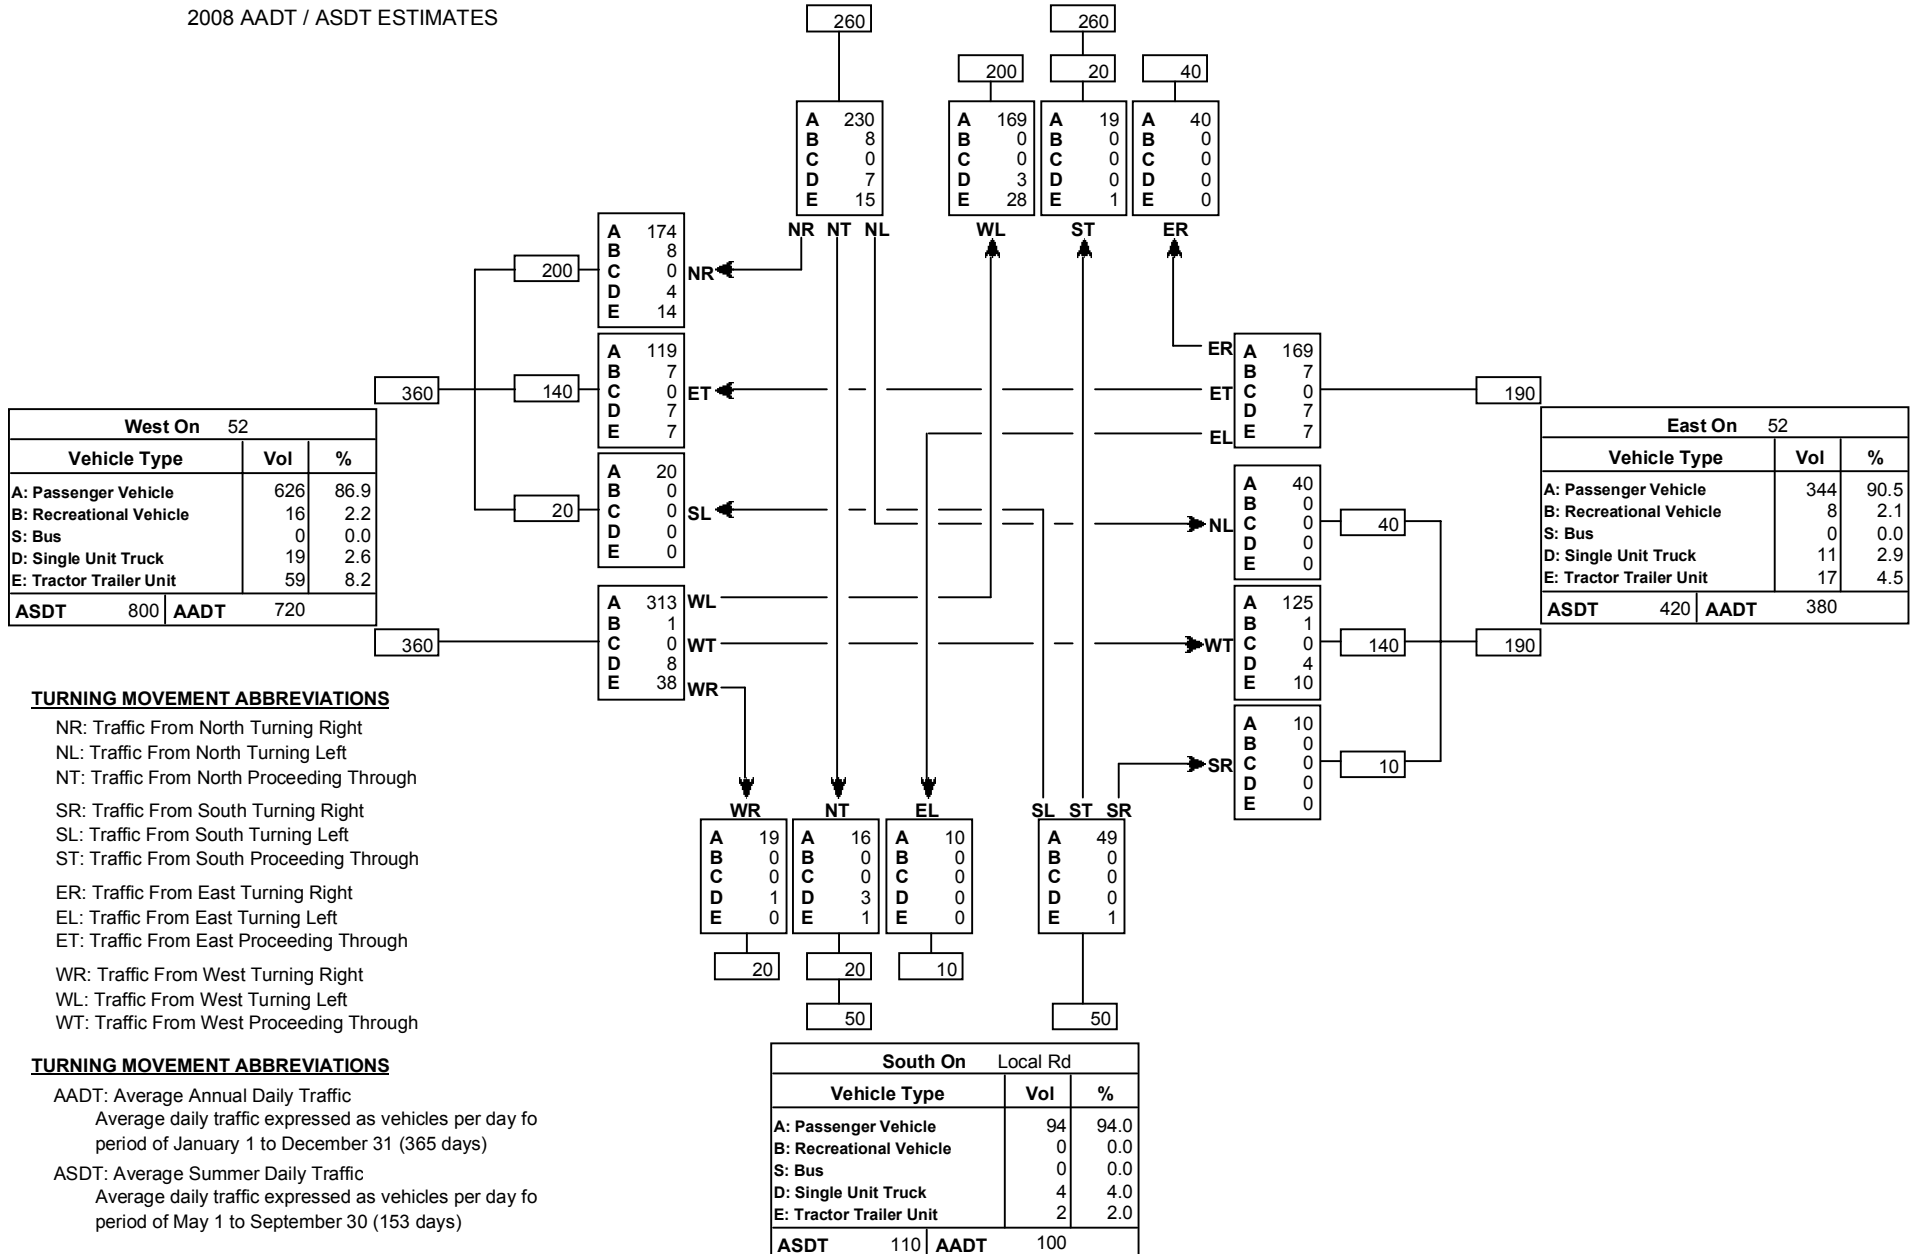 2008 AADT / ASDT ESTIMATES
260
260
200
20
40
A 230
B 8
C 0
D 7
E 15
A 169
B 0
C 0
D 3
E 28
A 19
B 0
C 0
D 0
E 1
A 40
B 0
C 0
D 0
E 0
NR NT NL
WL
ST
ER
200
A 174
B 8
C 0
D 4
E 14
NR
360
140
A 119
B 7
C 0
D 7
E 7
ET
20
A 20
B 0
C 0
D 0
E 0
SL
360
A 313
B 1
C 0
D 8
E 38
WL
WT
WR
ER
ET
EL
A 169
B 7
C 0
D 7
E 7
190
NL
A 40
B 0
C 0
D 0
E 0
40
WT
A 125
B 1
C 0
D 4
E 10
140
190
SR
A 10
B 0
C 0
D 0
E 0
10
West On 52
Vehicle Type Vol %
A: Passenger Vehicle 626 86.9
B: Recreational Vehicle 16 2.2
S: Bus 0 0.0
D: Single Unit Truck 19 2.6
E: Tractor Trailer Unit 59 8.2
ASDT 800 AADT 720
East On 52
Vehicle Type Vol %
A: Passenger Vehicle 344 90.5
B: Recreational Vehicle 8 2.1
S: Bus 0 0.0
D: Single Unit Truck 11 2.9
E: Tractor Trailer Unit 17 4.5
ASDT 420 AADT 380
TURNING MOVEMENT ABBREVIATIONS
NR: Traffic From North Turning Right
NL: Traffic From North Turning Left
NT: Traffic From North Proceeding Through
SR: Traffic From South Turning Right
SL: Traffic From South Turning Left
ST: Traffic From South Proceeding Through
ER: Traffic From East Turning Right
EL: Traffic From East Turning Left
ET: Traffic From East Proceeding Through
WR: Traffic From West Turning Right
WL: Traffic From West Turning Left
WT: Traffic From West Proceeding Through
TURNING MOVEMENT ABBREVIATIONS
AADT: Average Annual Daily Traffic
Average daily traffic expressed as vehicles per day fo
period of January 1 to December 31 (365 days)
ASDT: Average Summer Daily Traffic
Average daily traffic expressed as vehicles per day fo
period of May 1 to September 30 (153 days)
WR
NT
EL
SL ST SR
A 19
B 0
C 0
D 1
E 0
A 16
B 0
C 0
D 3
E 1
A 10
B 0
C 0
D 0
E 0
A 49
B 0
C 0
D 0
E 1
20
20
10
50
50
South On Local Rd
Vehicle Type Vol %
A: Passenger Vehicle 94 94.0
B: Recreational Vehicle 0 0.0
S: Bus 0 0.0
D: Single Unit Truck 4 4.0
E: Tractor Trailer Unit 2 2.0
ASDT 110 AADT 100